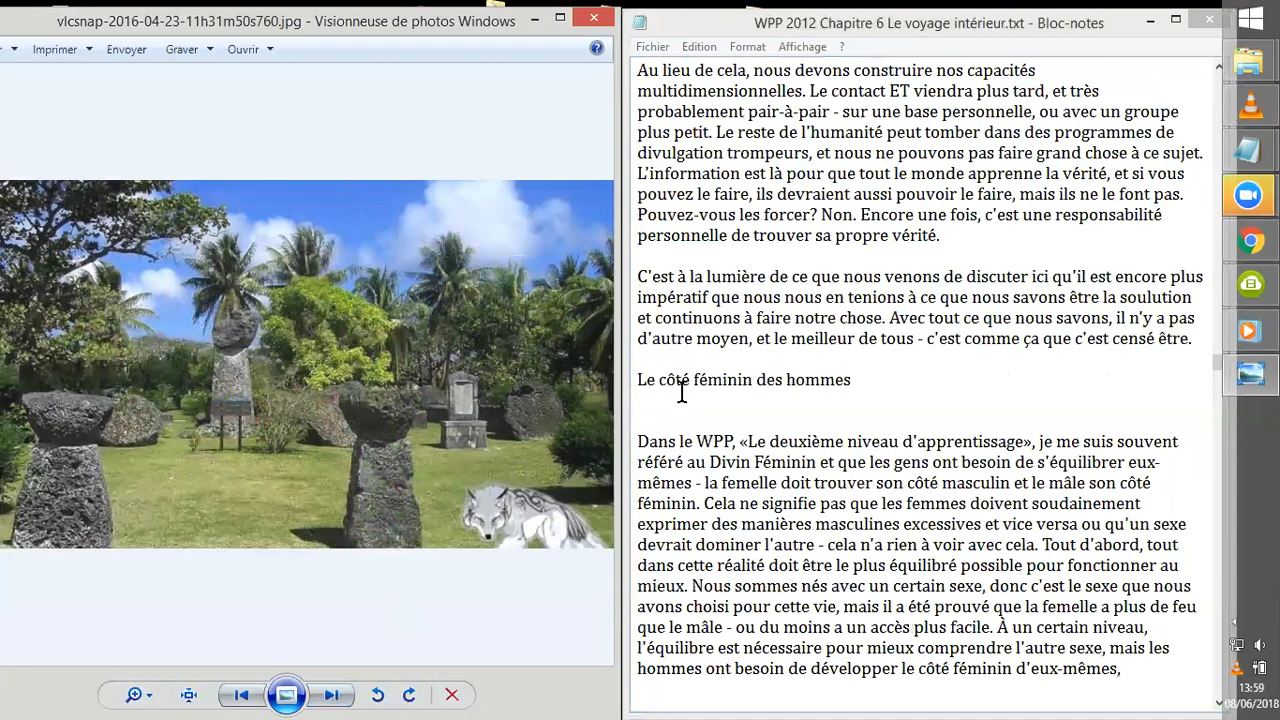 vlcsnap-2016-04-23-11h31m50s760.jpg - Visionneuse de photos Windows
Imprimer Envoyer Graver Ouvrir
WPP 2012 Chapitre 6 Le voyage intérieur.txt - Bloc-notes
Fichier Edition Format Affichage ?
Au lieu de cela, nous devons construire nos capacités
multidimensionnelles. Le contact ET viendra plus tard, et très
probablement pair-à-pair - sur une base personnelle, ou avec un groupe
plus petit. Le reste de l'humanité peut tomber dans des programmes de
divulgation trompeurs, et nous ne pouvons pas faire grand chose à ce sujet.
L'information est là pour que tout le monde apprenne la vérité, et si vous
pouvez le faire, ils devraient aussi pouvoir le faire, mais ils ne le font pas.
Pouvez-vous les forcer? Non. Encore une fois, c'est une responsabilité
personnelle de trouver sa propre vérité.
C'est à la lumière de ce que nous venons de discuter ici qu'il est encore plus
impératif que nous nous en tenions à ce que nous savons être la soulution
et continuons à faire notre chose. Avec tout ce que nous savons, il n'y a pas
d'autre moyen, et le meilleur de tous - c'est comme ça que c'est censé être.
Le côté féminin des hommes
Dans le WPP, «Le deuxième niveau d'apprentissage», je me suis souvent
référé au Divin Féminin et que les gens ont besoin de s'équilibrer eux-
mêmes - la femelle doit trouver son côté masculin et le mâle son côté
féminin. Cela ne signifie pas que les femmes doivent soudainement
exprimer des manières masculines excessives et vice versa ou qu'un sexe
devrait dominer l'autre - cela n'a rien à voir avec cela. Tout d'abord, tout
dans cette réalité doit être le plus équilibré possible pour fonctionner au
mieux. Nous sommes nés avec un certain sexe, donc c'est le sexe que nous
avons choisi pour cette vie, mais il a été prouvé que la femelle a plus de feu
que le mâle - ou du moins a un accès plus facile. À un certain niveau,
l'équilibre est nécessaire pour mieux comprendre l'autre sexe, mais les
hommes ont besoin de développer le côté féminin d'eux-mêmes,
13:59
08/06/2018